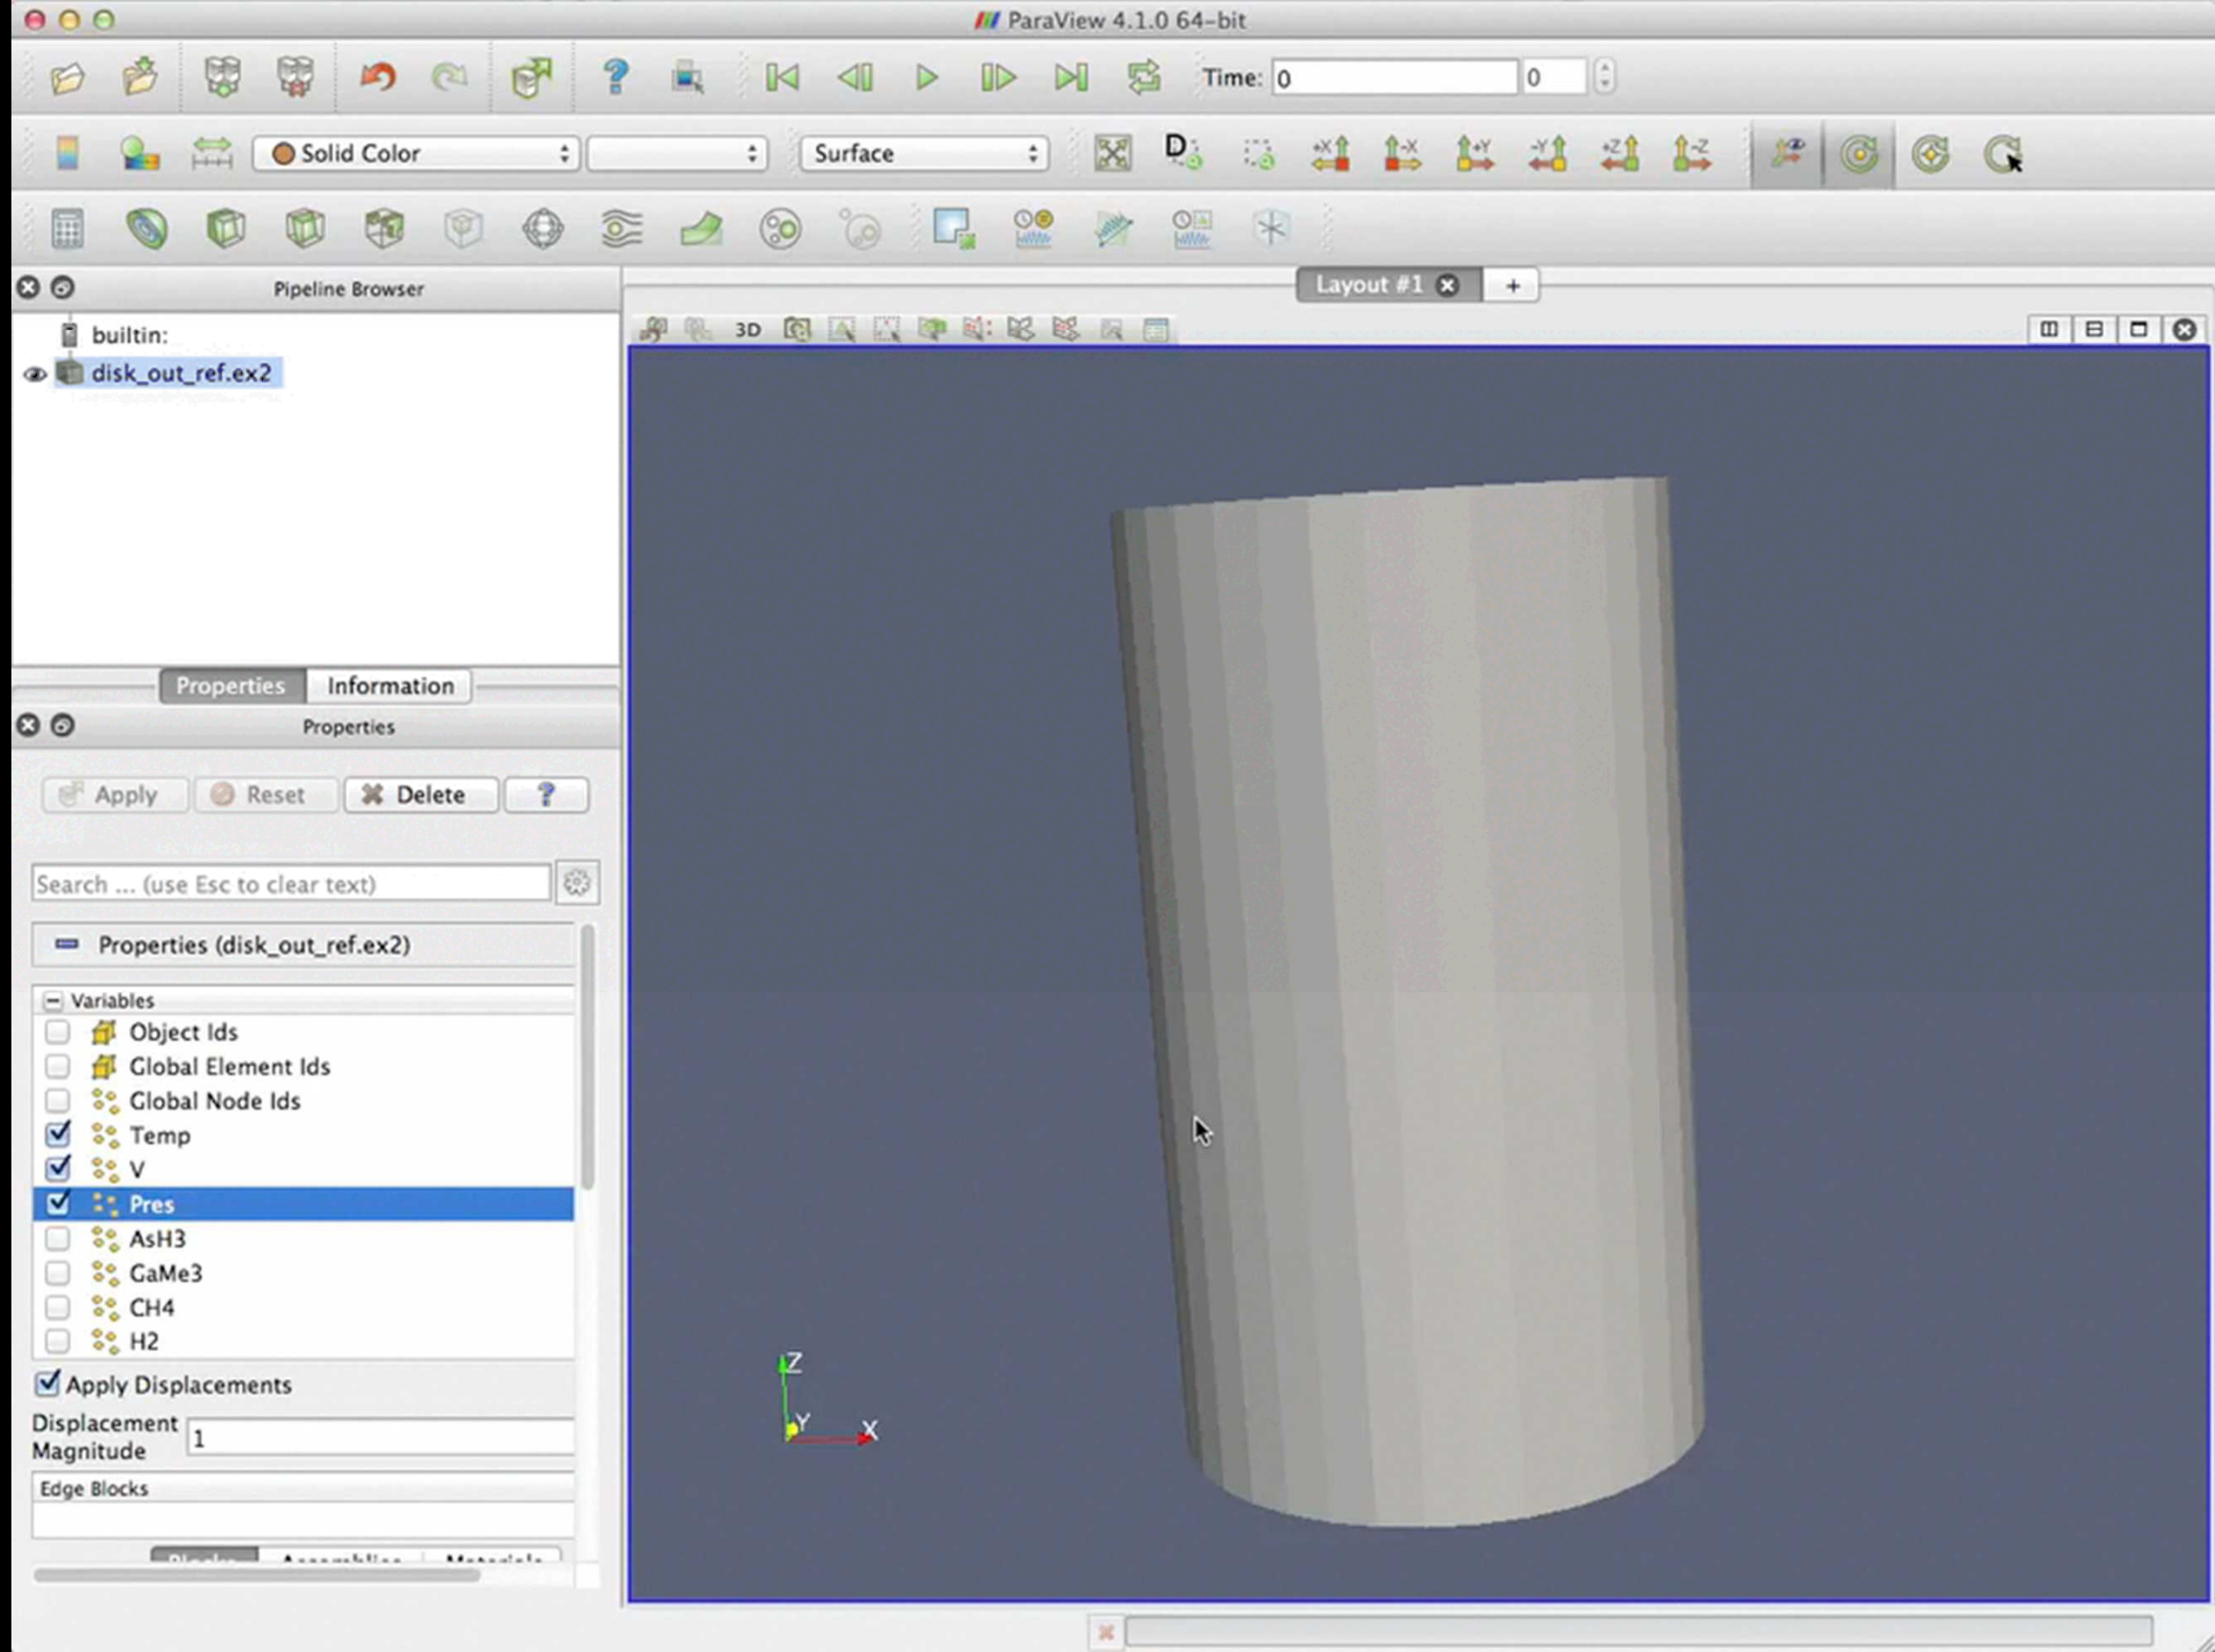 ParaView 4.1.0 64-bit
Time: 0 0
Solid Color Surface D +X -X +Y -Y +Z -Z
Pipeline Browser
Layout #1 +
builtin:
disk_out_ref.ex2
3D
Properties Information
Properties
Apply Reset Delete ?
Search ... (use Esc to clear text)
Properties (disk_out_ref.ex2)
Variables
Object Ids
Global Element Ids
Global Node Ids
Temp
V
Pres
AsH3
GaMe3
CH4
H2
Apply Displacements
Displacement
Magnitude 1
Edge Blocks
Blocks Assemblies Materials
Z
Y X